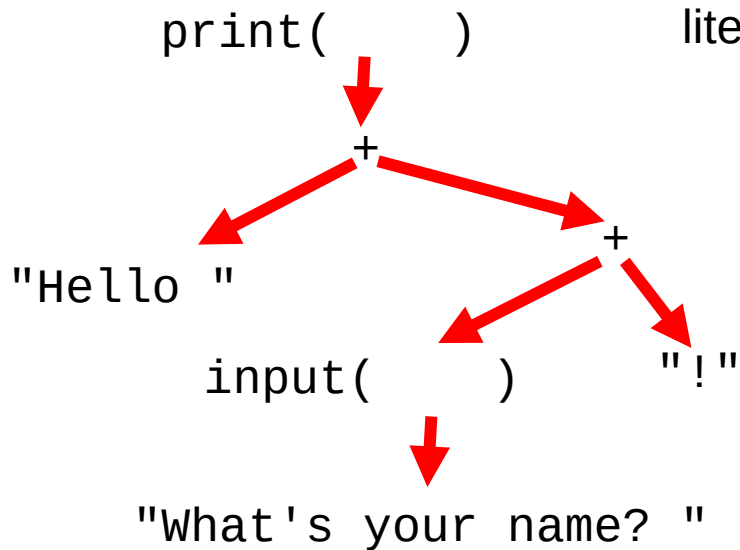 print(    ) lite
+
+
"Hello "
input(    ) "!"
"What's your name? "